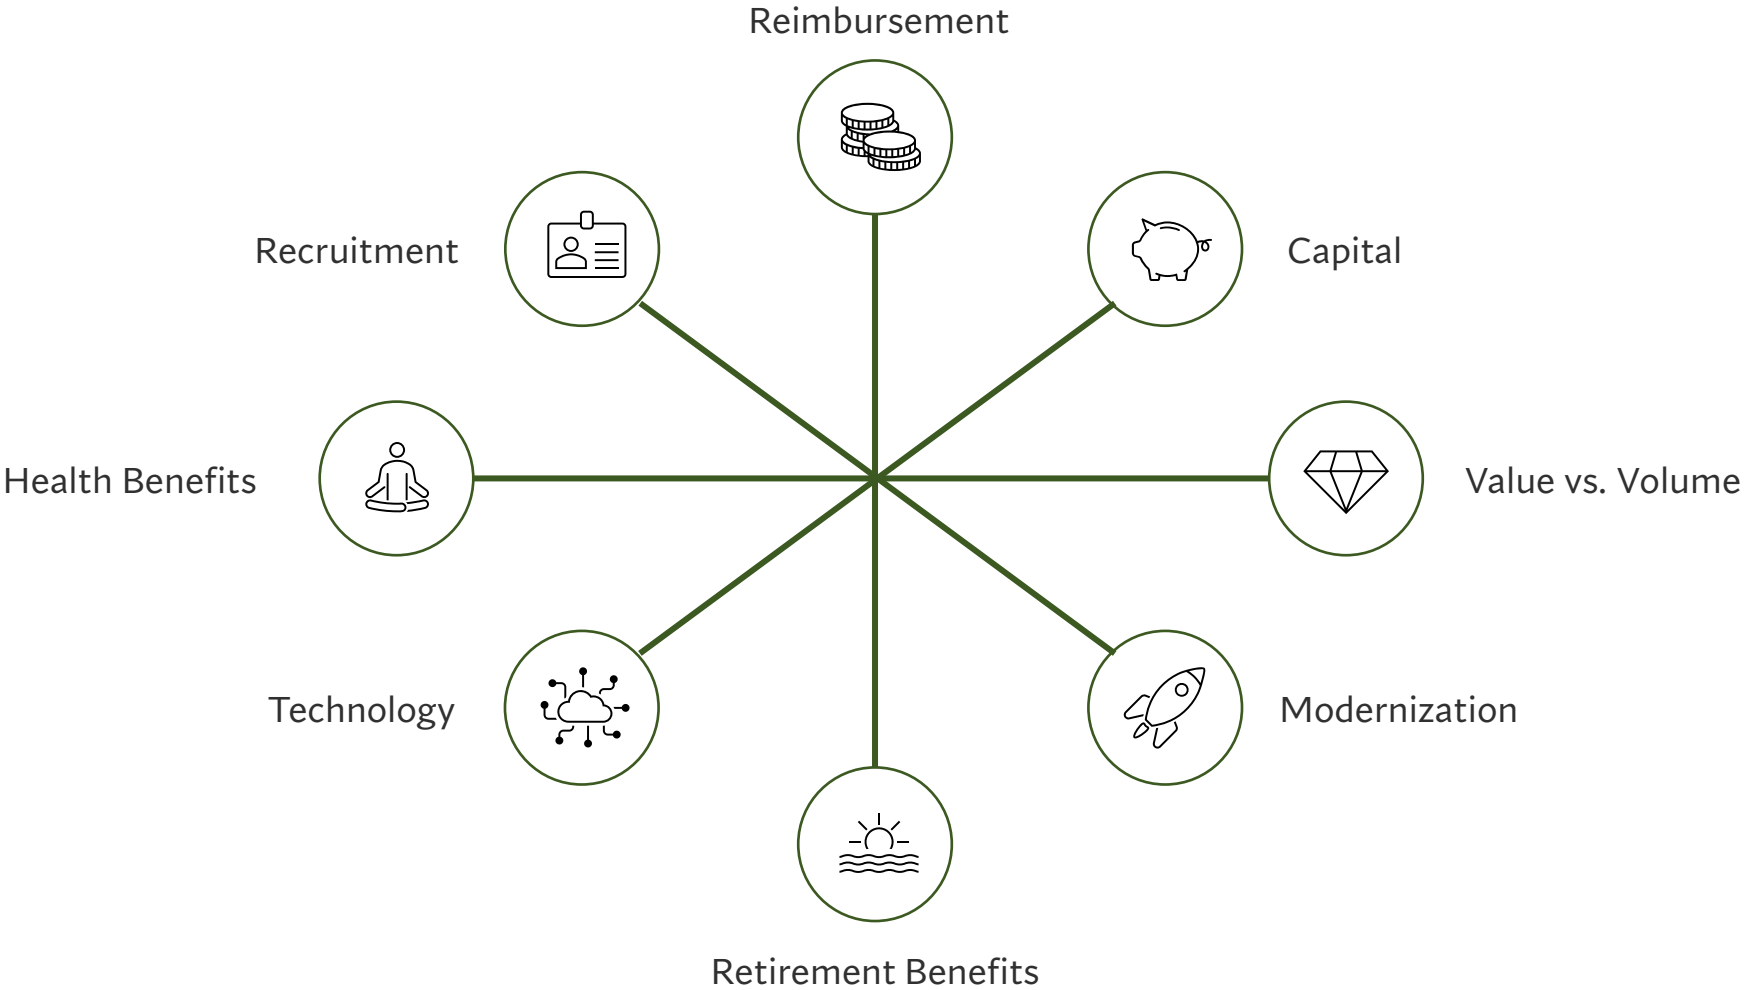 Reimbursement
Recruitment
Capital
Health Benefits
Value vs. Volume
Technology
Modernization
Retirement Benefits